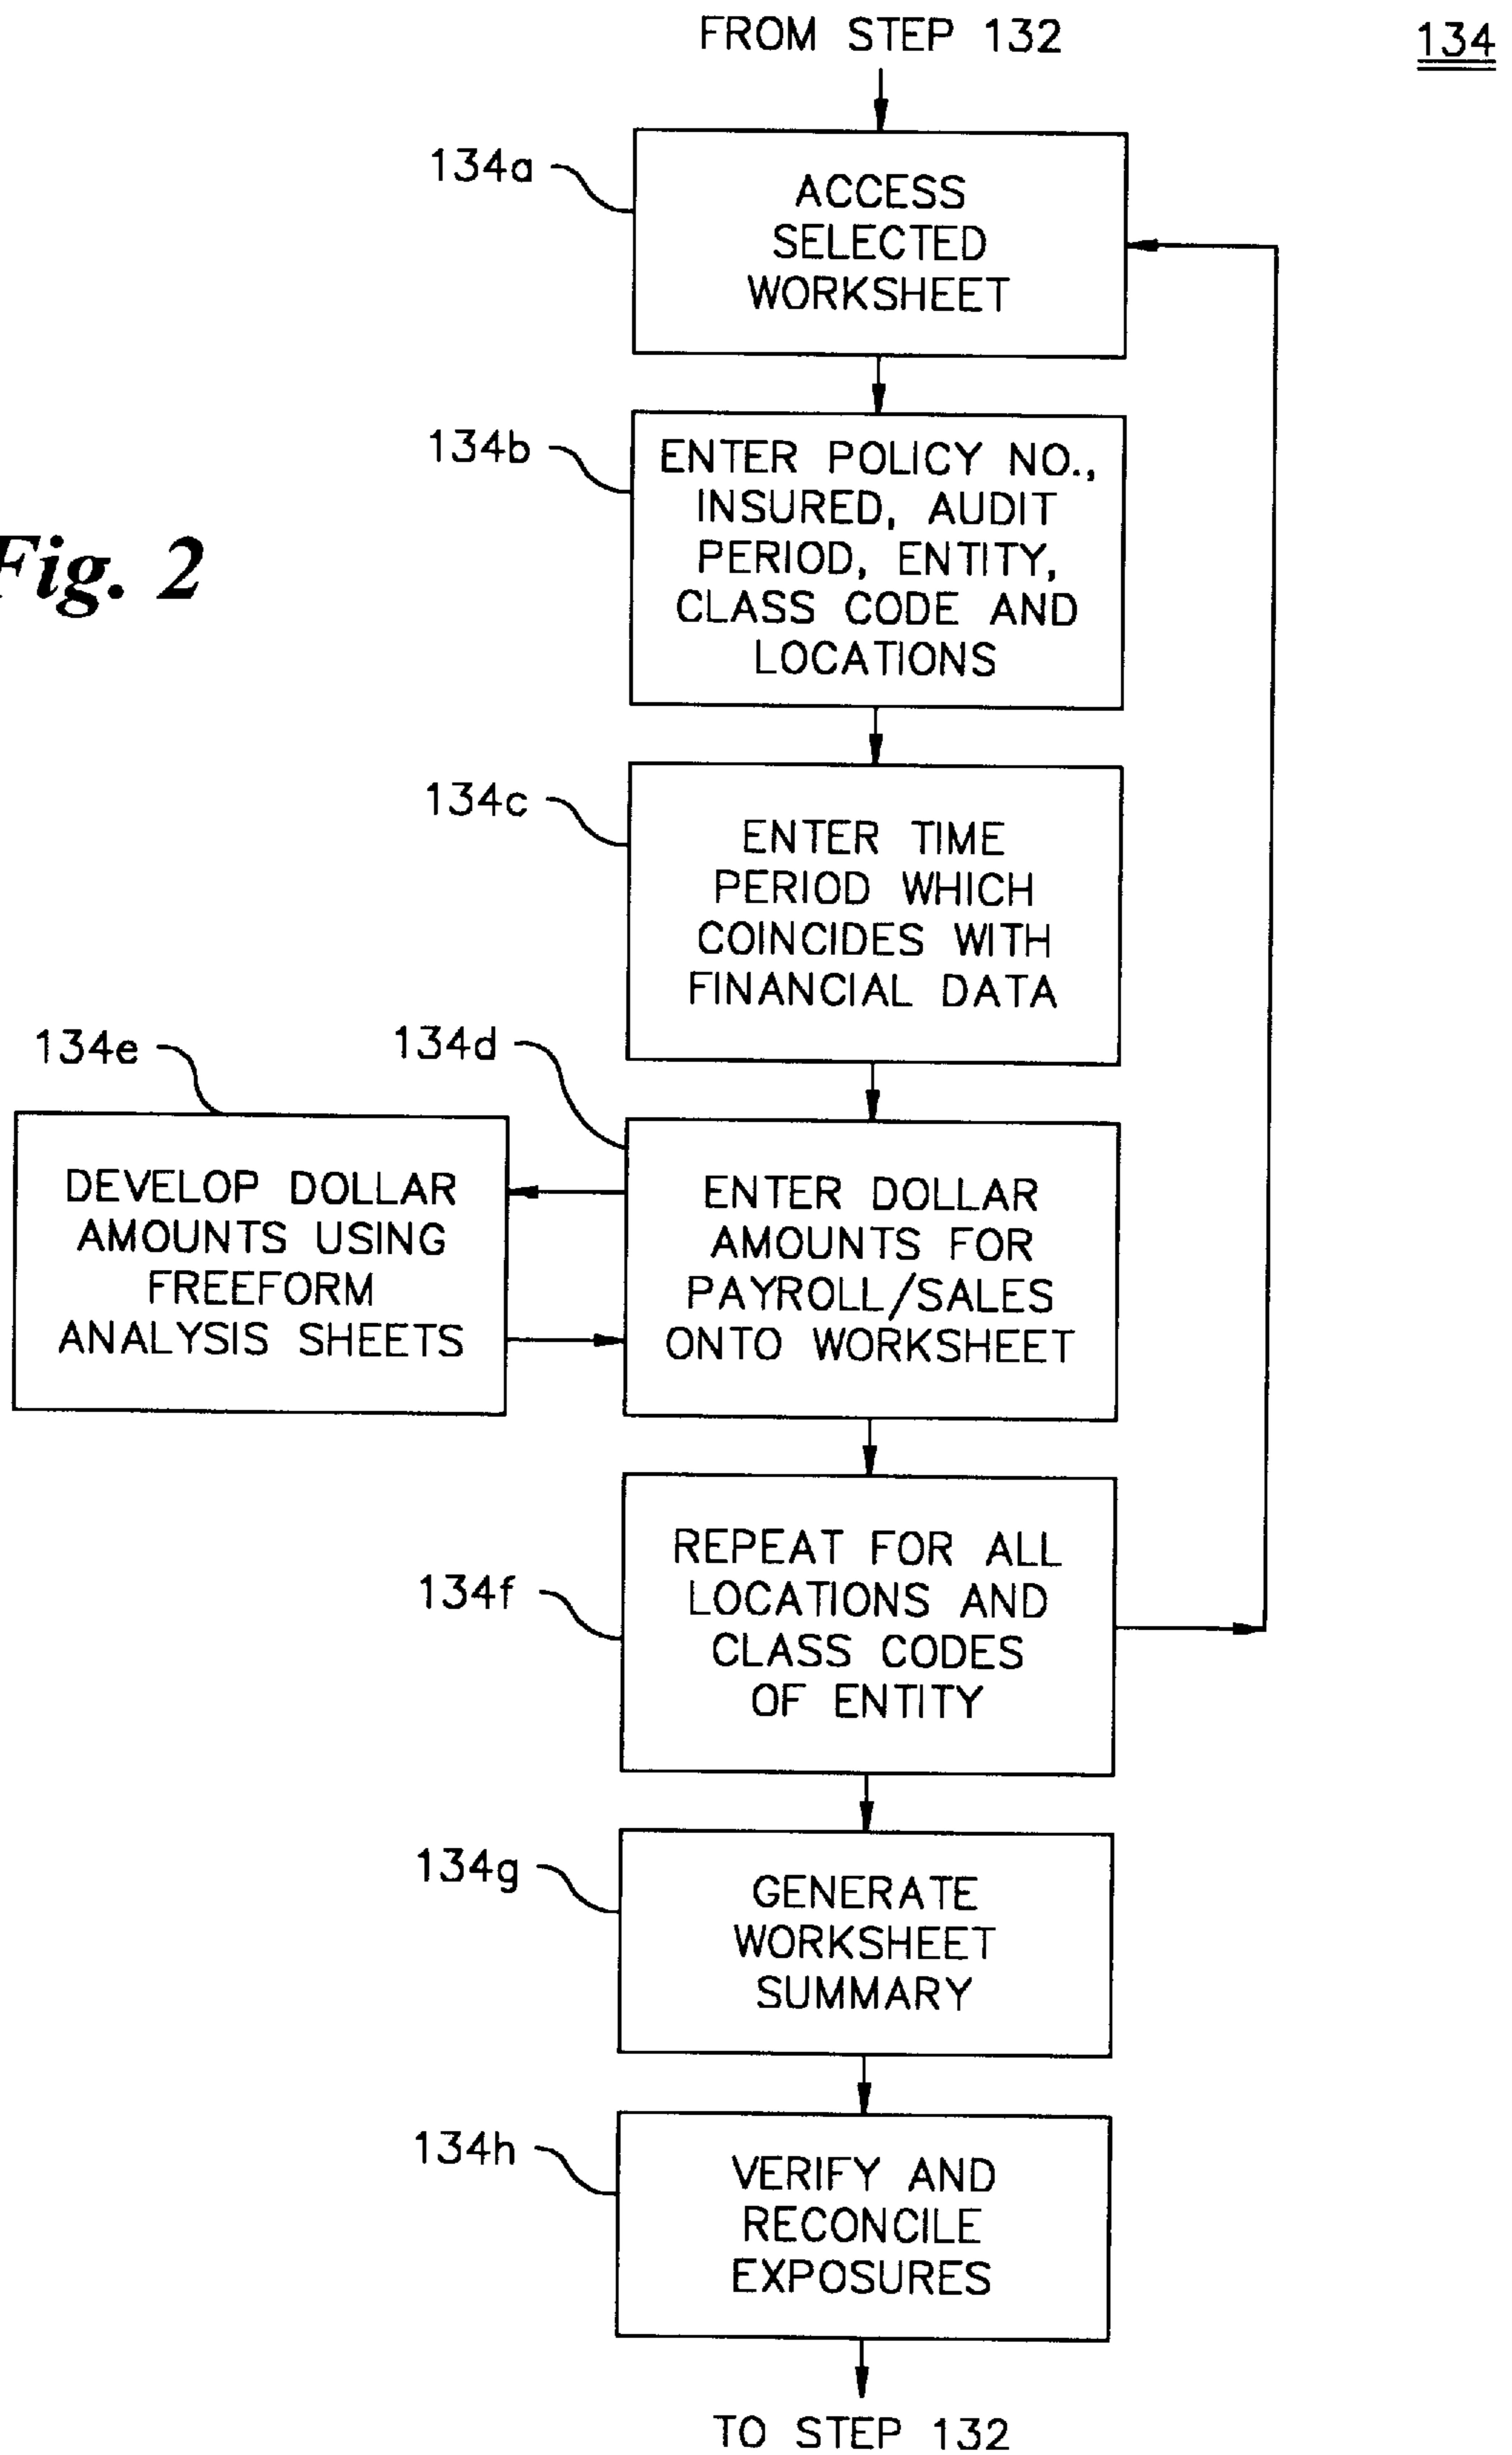 FROM STEP 132
134
134a
ACCESS
SELECTED
WORKSHEET
134b
ENTER POLICY NO.,
INSURED, AUDIT
PERIOD, ENTITY,
CLASS CODE AND
LOCATIONS
Fig. 2
134c
ENTER TIME
PERIOD WHICH
COINCIDES WITH
FINANCIAL DATA
134e
134d
DEVELOP DOLLAR
AMOUNTS USING
FREEFORM
ANALYSIS SHEETS
ENTER DOLLAR
AMOUNTS FOR
PAYROLL/SALES
ONTO WORKSHEET
134f
REPEAT FOR ALL
LOCATIONS AND
CLASS CODES
OF ENTITY
134g
GENERATE
WORKSHEET
SUMMARY
134h
VERIFY AND
RECONCILE
EXPOSURES
TO STEP 132